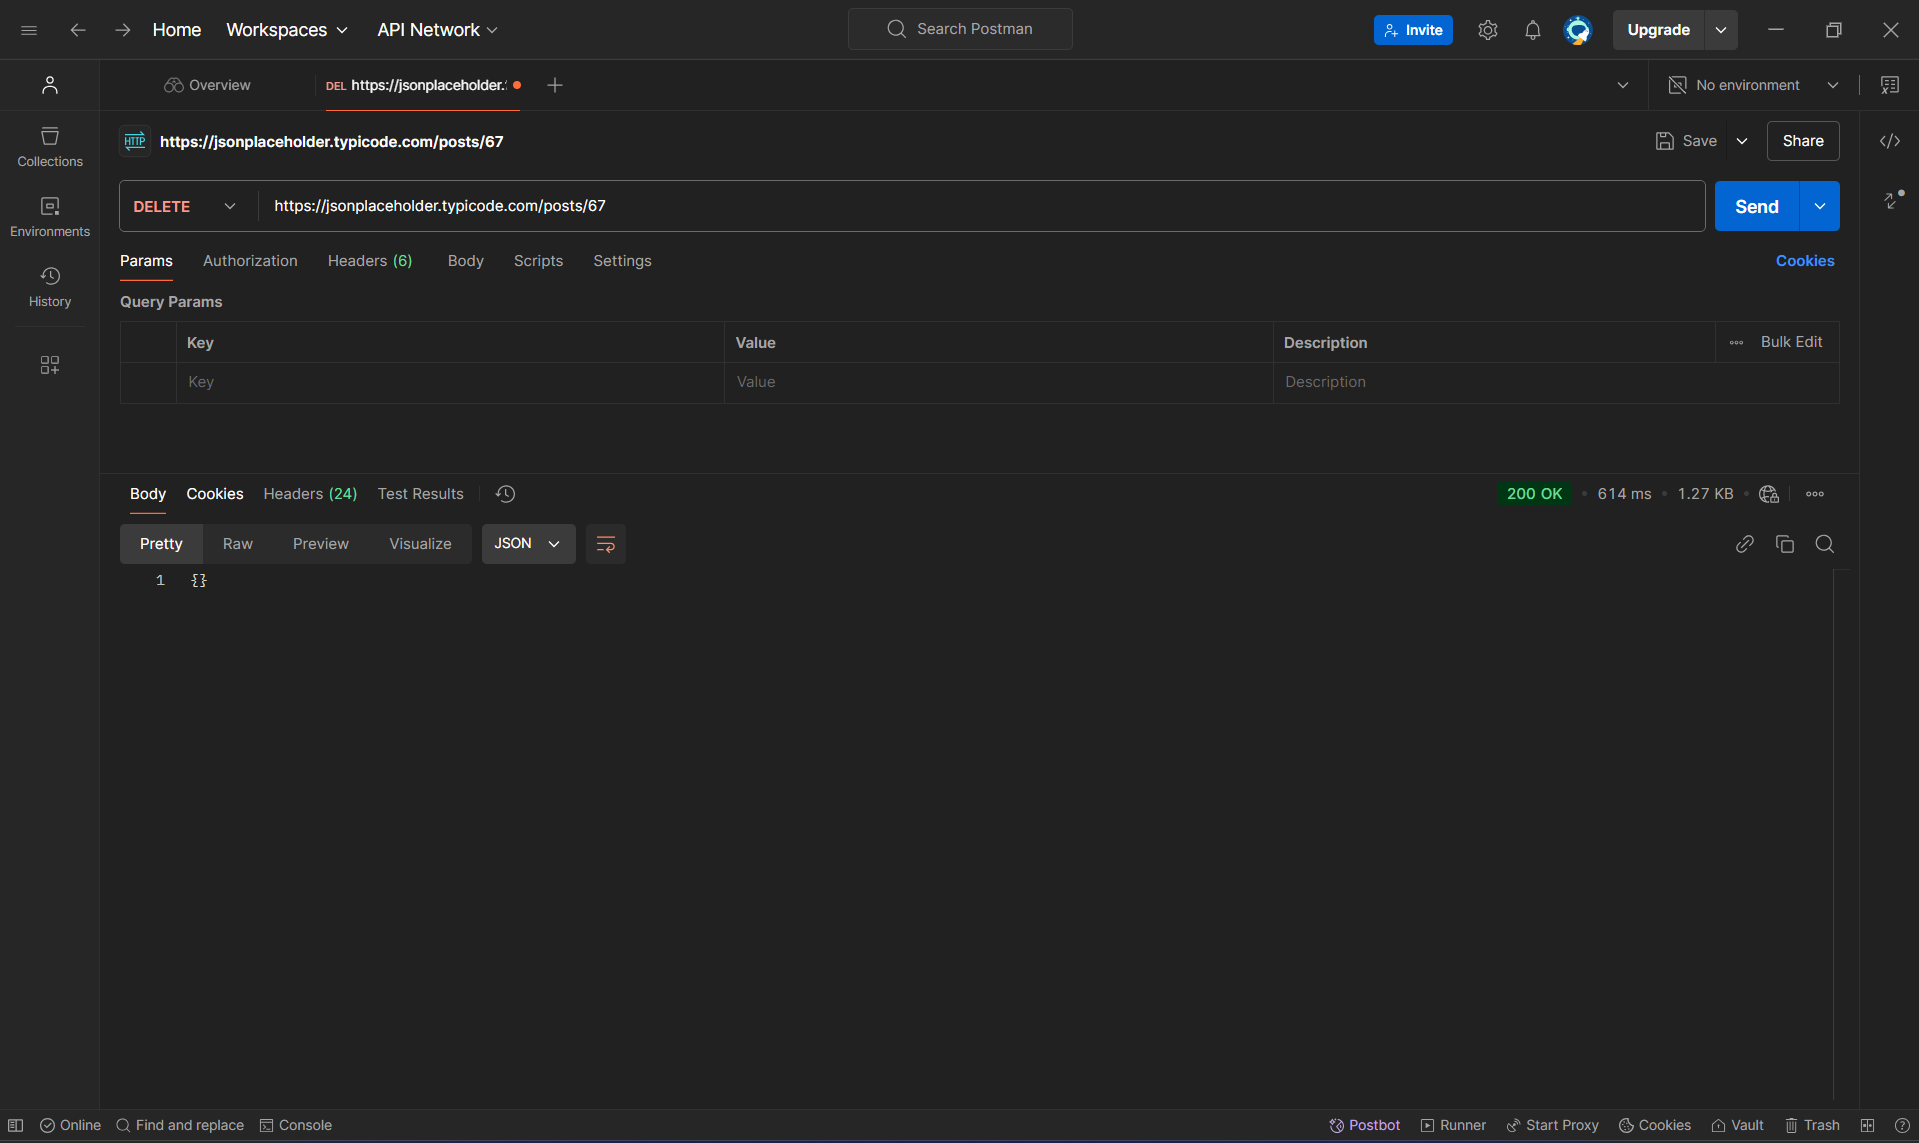 Home Workspaces API Network Search Postman Invite Upgrade
Overview DEL https://jsonplaceholder. No environment
HTTP https://jsonplaceholder.typicode.com/posts/67 Save Share
Collections
DELETE https://jsonplaceholder.typicode.com/posts/67 Send
Environments
Params Authorization Headers (6) Body Scripts Settings Cookies
History
Query Params
Key Value Description Bulk Edit
Key Value Description
Body Cookies Headers (24) Test Results 200 OK • 614 ms • 1.27 KB •
Pretty Raw Preview Visualize JSON
1 {}
Online Find and replace Console Postbot Runner Start Proxy Cookies Vault Trash